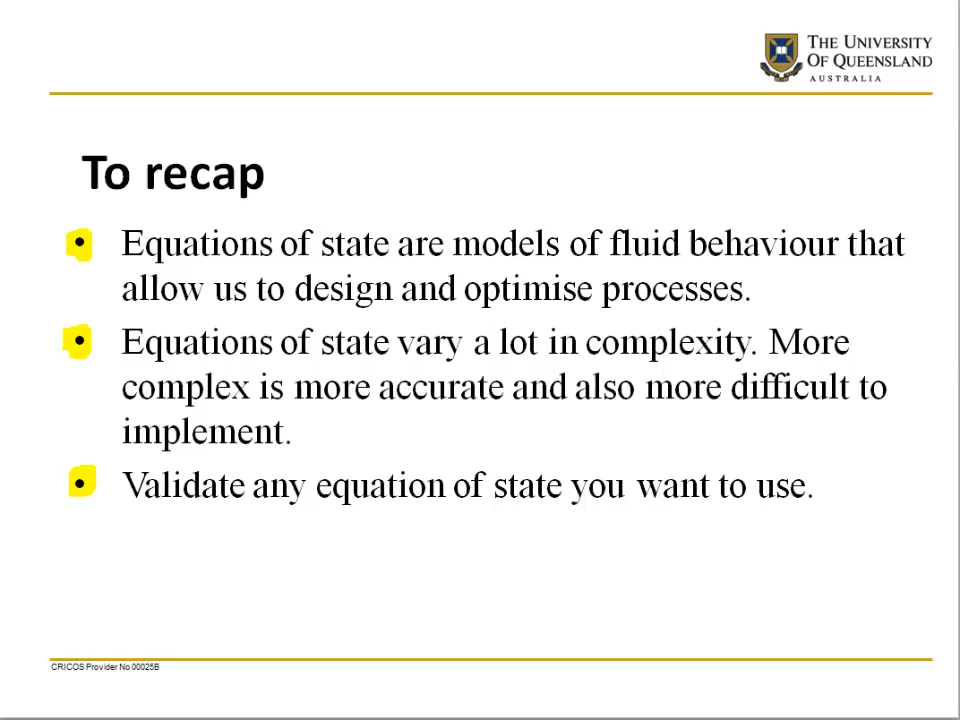 THE UNIVERSITY
OF QUEENSLAND
AUSTRALIA
To recap
• Equations of state are models of fluid behaviour that
allow us to design and optimise processes.
• Equations of state vary a lot in complexity. More
complex is more accurate and also more difficult to
implement.
• Validate any equation of state you want to use.
CRICOS Provider No 00025B